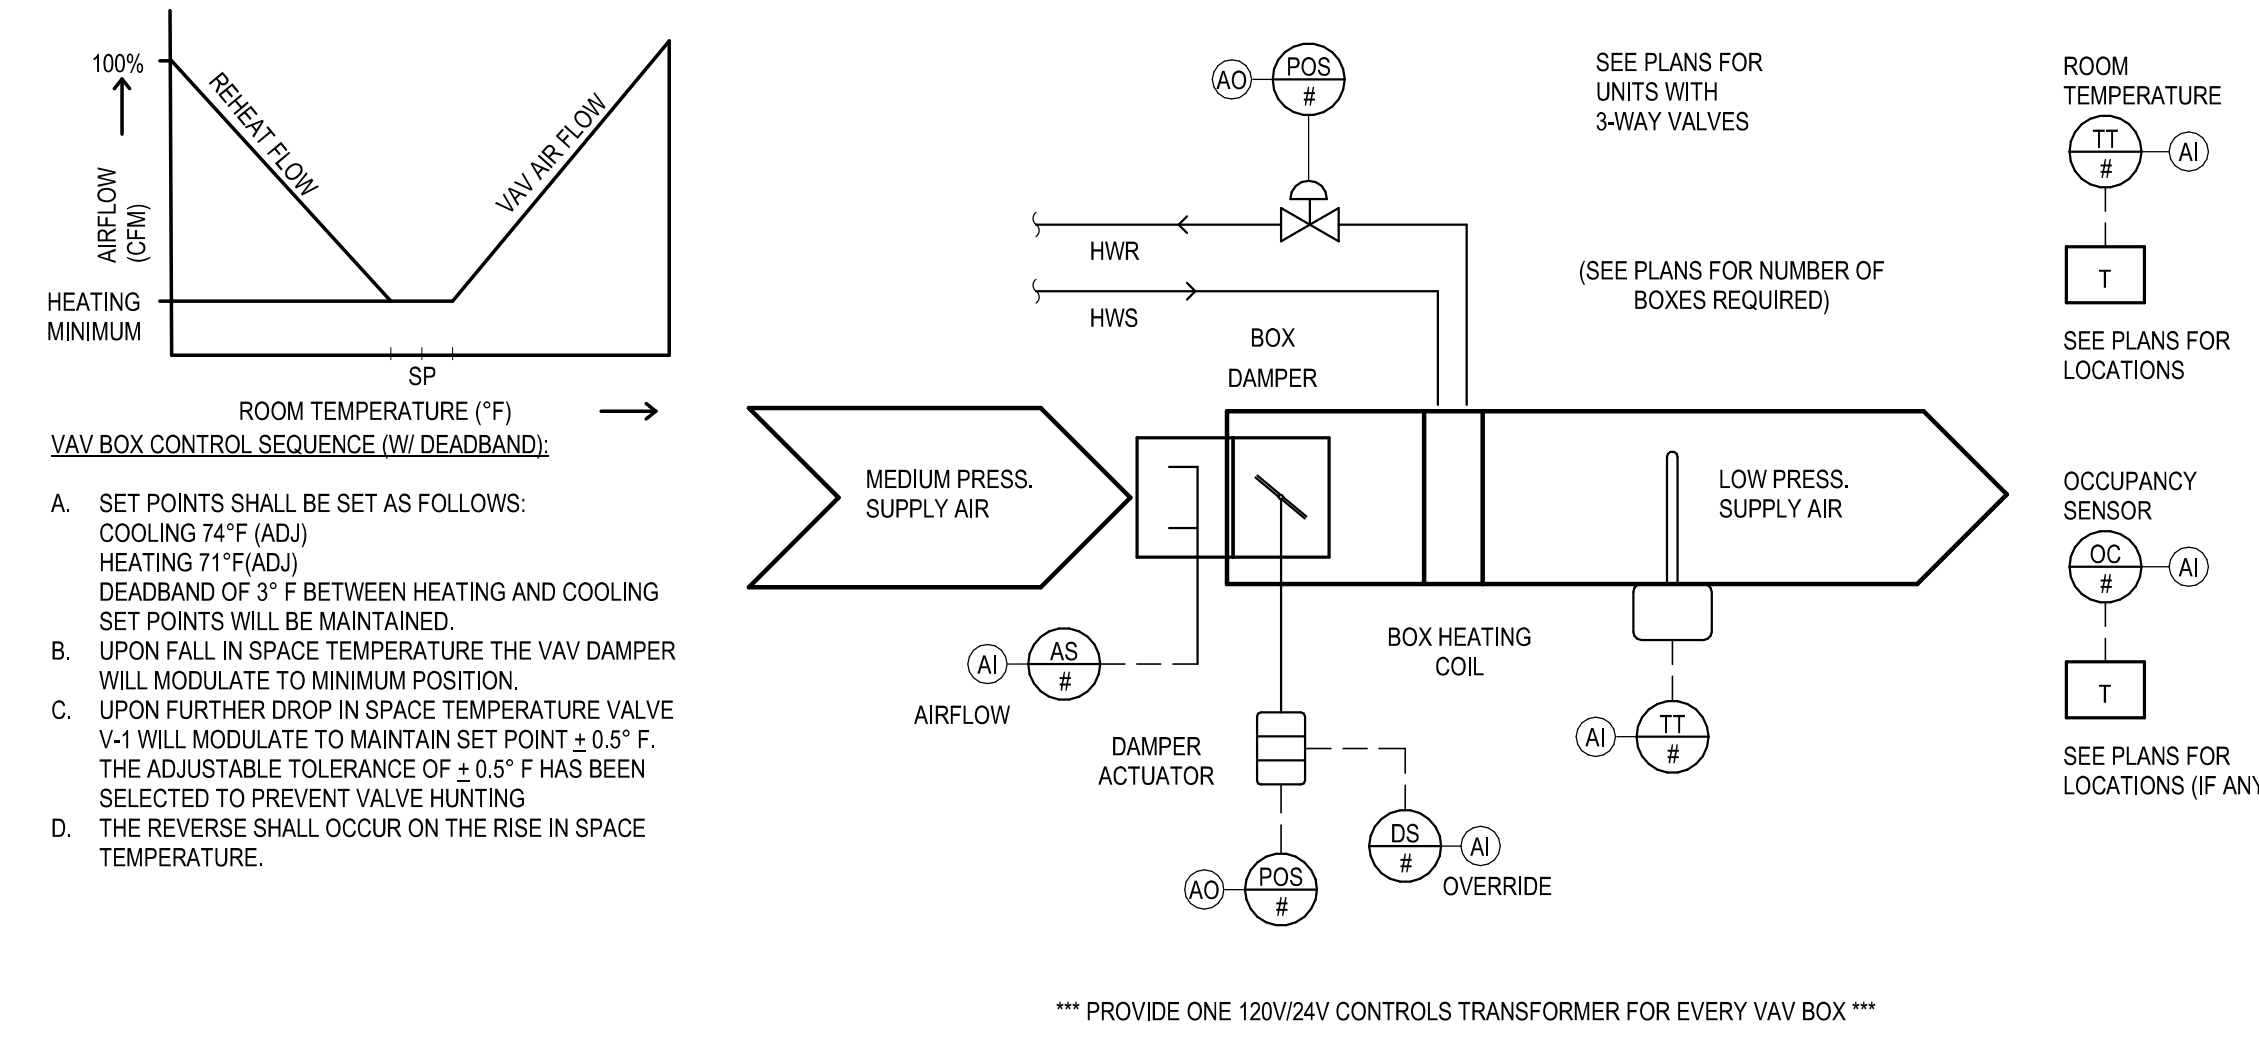 100%
REHEAT FLOW
VAV AIR FLOW
AIRFLOW
(CFM)
HEATING
MINIMUM
SP
ROOM TEMPERATURE (°F)
VAV BOX CONTROL SEQUENCE (W/ DEADBAND):
A. SET POINTS SHALL BE SET AS FOLLOWS:
COOLING 74°F (ADJ)
HEATING 71°F(ADJ)
DEADBAND OF 3° F BETWEEN HEATING AND COOLING
SET POINTS WILL BE MAINTAINED.
B. UPON FALL IN SPACE TEMPERATURE THE VAV DAMPER
WILL MODULATE TO MINIMUM POSITION.
C. UPON FURTHER DROP IN SPACE TEMPERATURE VALVE
V-1 WILL MODULATE TO MAINTAIN SET POINT ± 0.5° F.
THE ADJUSTABLE TOLERANCE OF ± 0.5° F HAS BEEN
SELECTED TO PREVENT VALVE HUNTING
D. THE REVERSE SHALL OCCUR ON THE RISE IN SPACE
TEMPERATURE.
AO
POS
#
HWR
HWS
BOX
DAMPER
MEDIUM PRESS.
SUPPLY AIR
LOW PRESS.
SUPPLY AIR
AI
AS
#
AIRFLOW
BOX HEATING
COIL
DAMPER
ACTUATOR
AO
POS
#
DS
#
AI
OVERRIDE
AI
TT
#
SEE PLANS FOR
UNITS WITH
3-WAY VALVES
(SEE PLANS FOR NUMBER OF
BOXES REQUIRED)
ROOM
TEMPERATURE
TT
#
AI
T
SEE PLANS FOR
LOCATIONS
OCCUPANCY
SENSOR
OC
#
AI
T
SEE PLANS FOR
LOCATIONS (IF ANY
*** PROVIDE ONE 120V/24V CONTROLS TRANSFORMER FOR EVERY VAV BOX ***